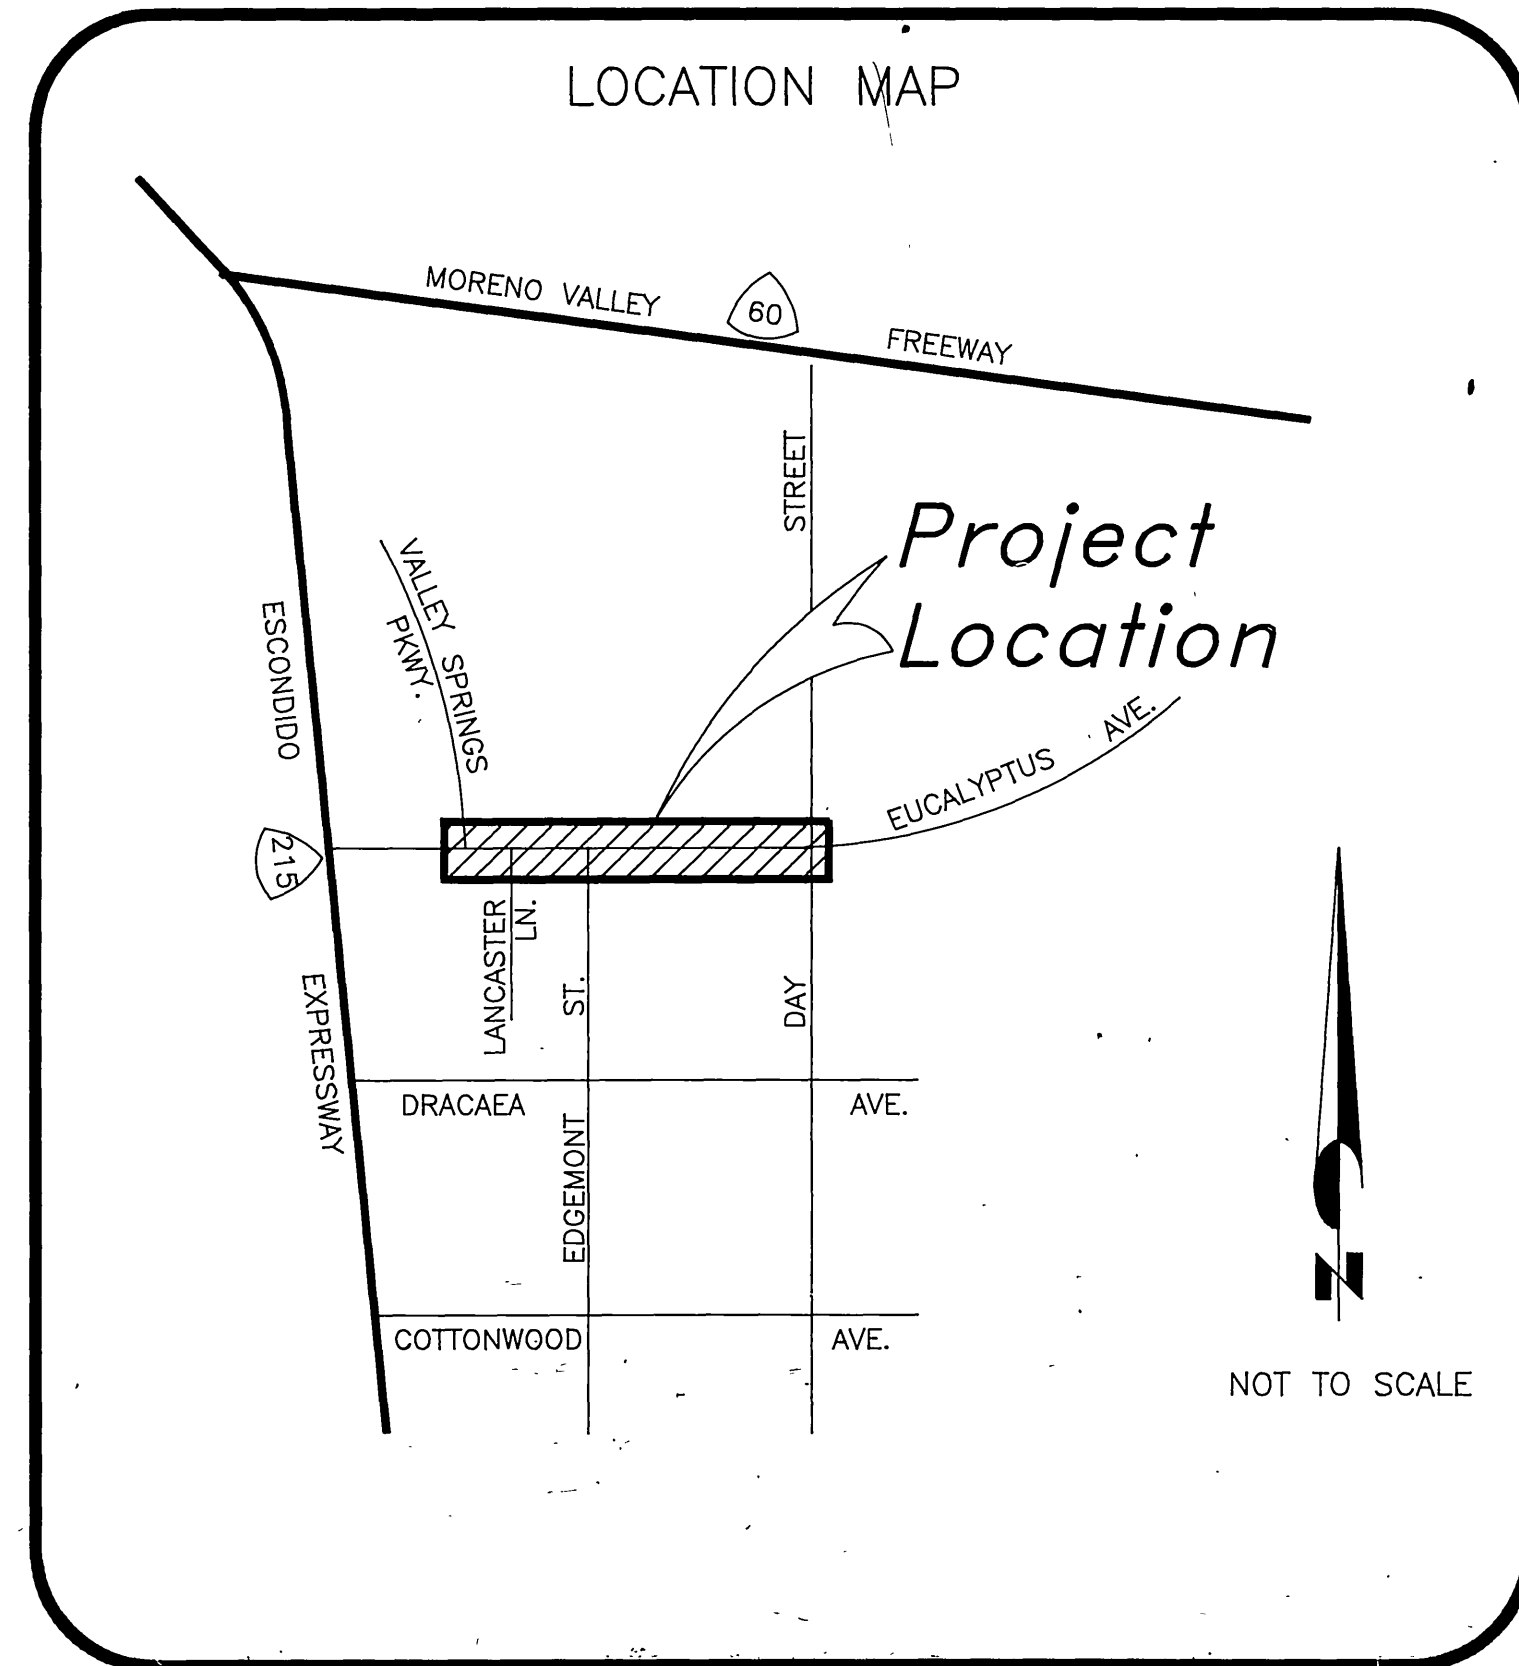 LOCATION MAP
MORENO VALLEY
60
FREEWAY
STREET
Project
Location
VALLEY SPRINGS
PKWY.
ESCONDIDO
EUCALYPTUS AVE.
215
LANCASTER
LN.
ST.
DAY
EXPRESSWAY
DRACAEA
AVE.
EDGEMONT
N
COTTONWOOD
AVE.
NOT TO SCALE